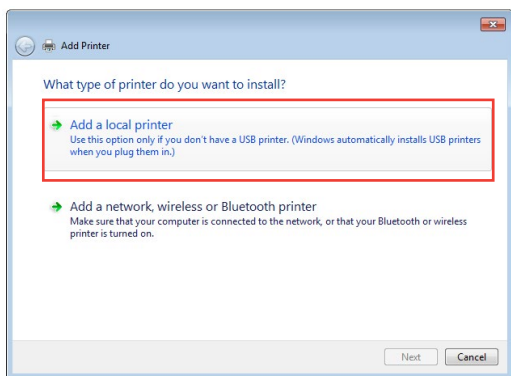 Add Printer
What type of printer do you want to install?
Add a local printer
Use this option only if you don't have a USB printer. (Windows automatically installs USB printers
when you plug them in.)
Add a network, wireless or Bluetooth printer
Make sure that your computer is connected to the network, or that your Bluetooth or wireless
printer is turned on.
Next Cancel